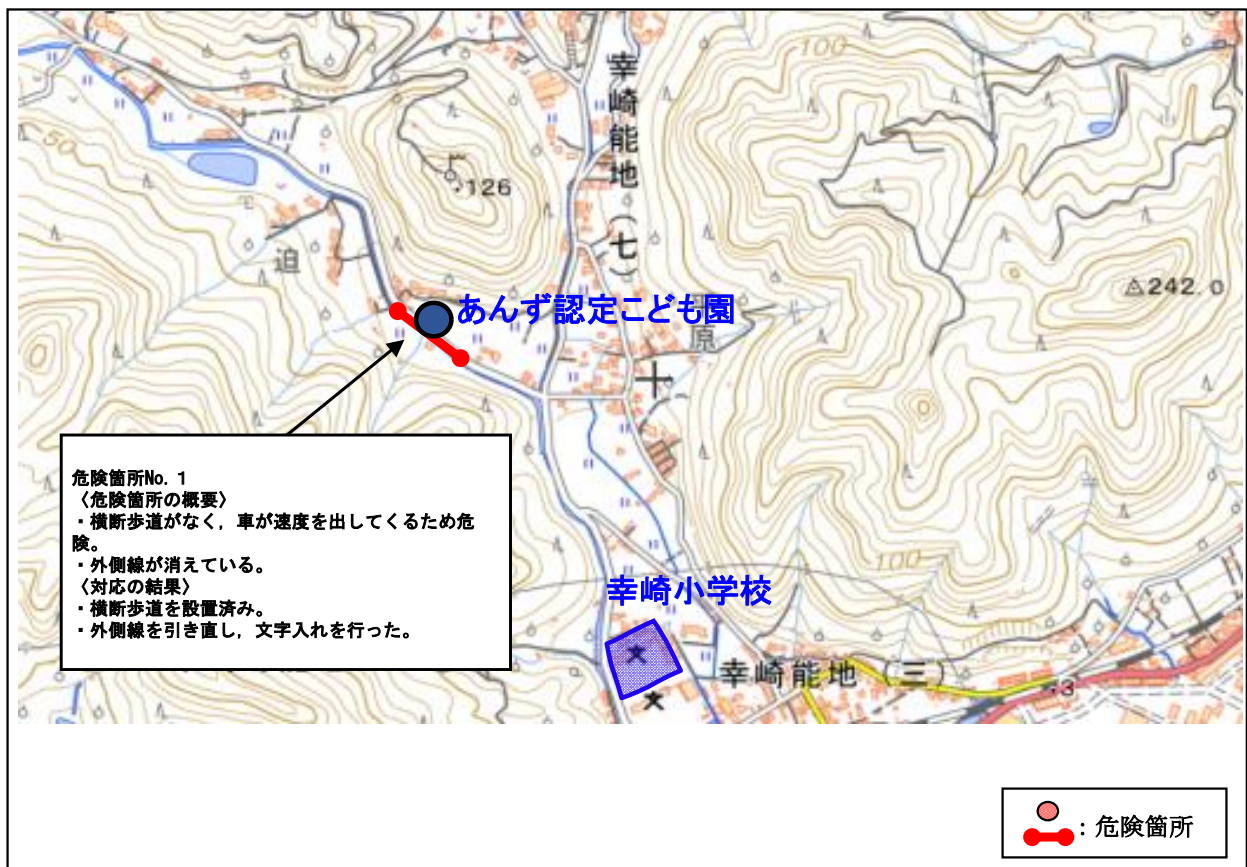 幸崎能地(七)
100
126
50
迫
あんず認定こども園
242.0
原
十
危険箇所No. 1
〈危険箇所の概要〉
・横断歩道がなく，車が速度を出してくるため危
険。
・外側線が消えている。
〈対応の結果〉
・横断歩道を設置済み。
・外側線を引き直し，文字入れを行った。
100
幸崎小学校
文
文
幸崎能地(三)
3
：危険箇所